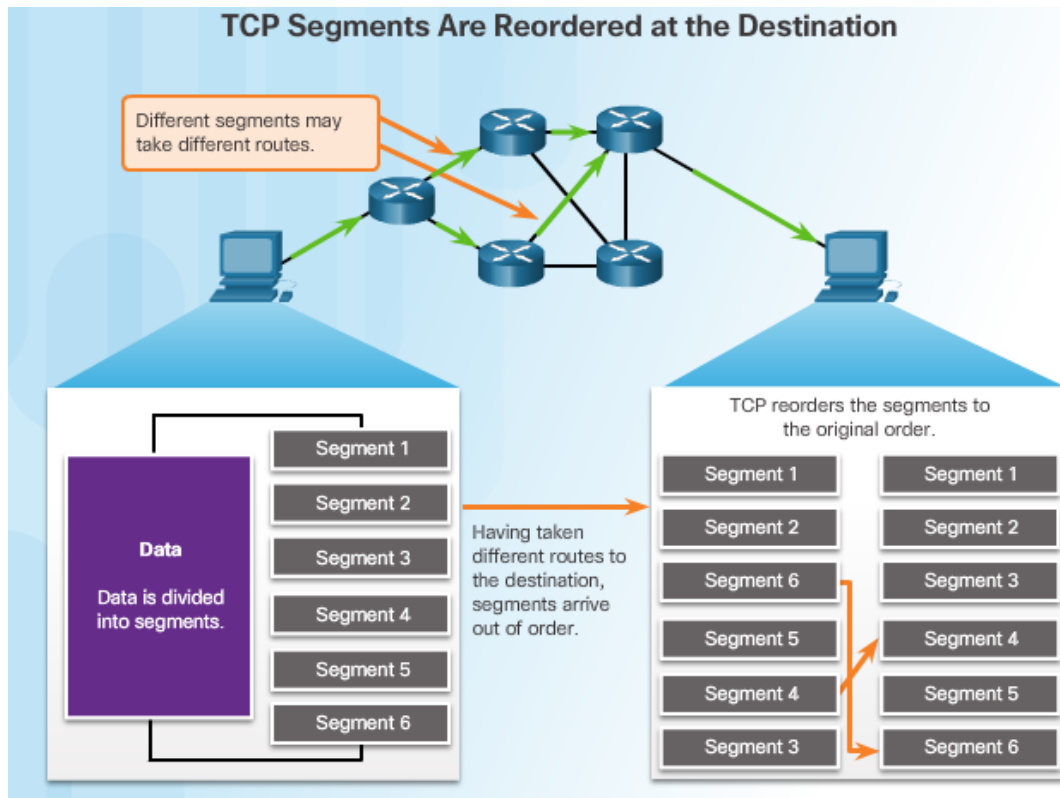 TCP Segments Are Reordered at the Destination
Different segments may
take different routes.
Data
Data is divided
into segments.
Segment 1
Segment 2
Segment 3
Segment 4
Segment 5
Segment 6
Having taken
different routes to
the destination,
segments arrive
out of order.
TCP reorders the segments to
the original order.
Segment 1
Segment 2
Segment 6
Segment 5
Segment 4
Segment 3
Segment 1
Segment 2
Segment 3
Segment 4
Segment 5
Segment 6